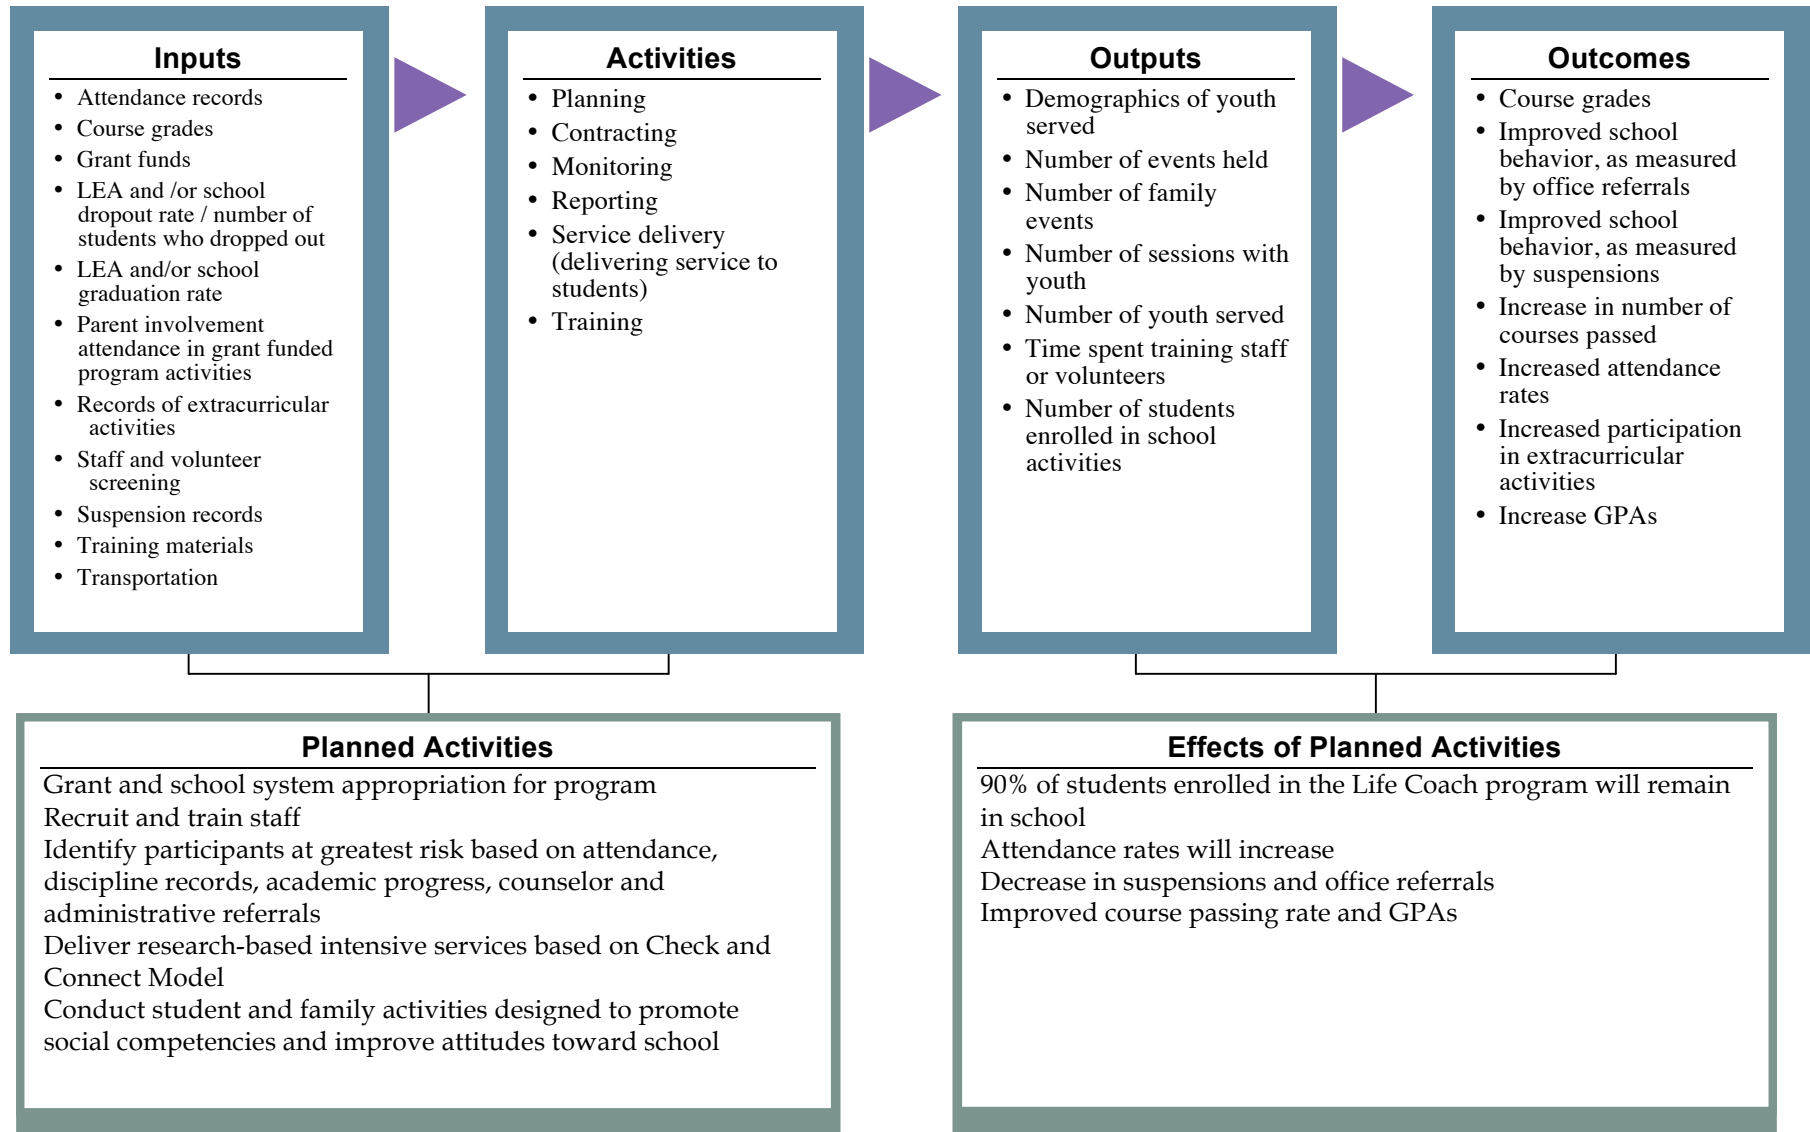 Inputs
• Attendance records
• Course grades
• Grant funds
• LEA and /or school
dropout rate / number of
students who dropped out
• LEA and/or school
graduation rate
• Parent involvement
attendance in grant funded
program activities
• Records of extracurricular
activities
• Staff and volunteer
screening
• Suspension records
• Training materials
• Transportation
Activities
• Planning
• Contracting
• Monitoring
• Reporting
• Service delivery
(delivering service to
students)
• Training
Outputs
• Demographics of youth
served
• Number of events held
• Number of family
events
• Number of sessions with
youth
• Number of youth served
• Time spent training staff
or volunteers
• Number of students
enrolled in school
activities
Outcomes
• Course grades
• Improved school
behavior, as measured
by office referrals
• Improved school
behavior, as measured
by suspensions
• Increase in number of
courses passed
• Increased attendance
rates
• Increased participation
in extracurricular
activities
• Increase GPAs
Planned Activities
Grant and school system appropriation for program
Recruit and train staff
Identify participants at greatest risk based on attendance,
discipline records, academic progress, counselor and
administrative referrals
Deliver research-based intensive services based on Check and
Connect Model
Conduct student and family activities designed to promote
social competencies and improve attitudes toward school
Effects of Planned Activities
90% of students enrolled in the Life Coach program will remain
in school
Attendance rates will increase
Decrease in suspensions and office referrals
Improved course passing rate and GPAs